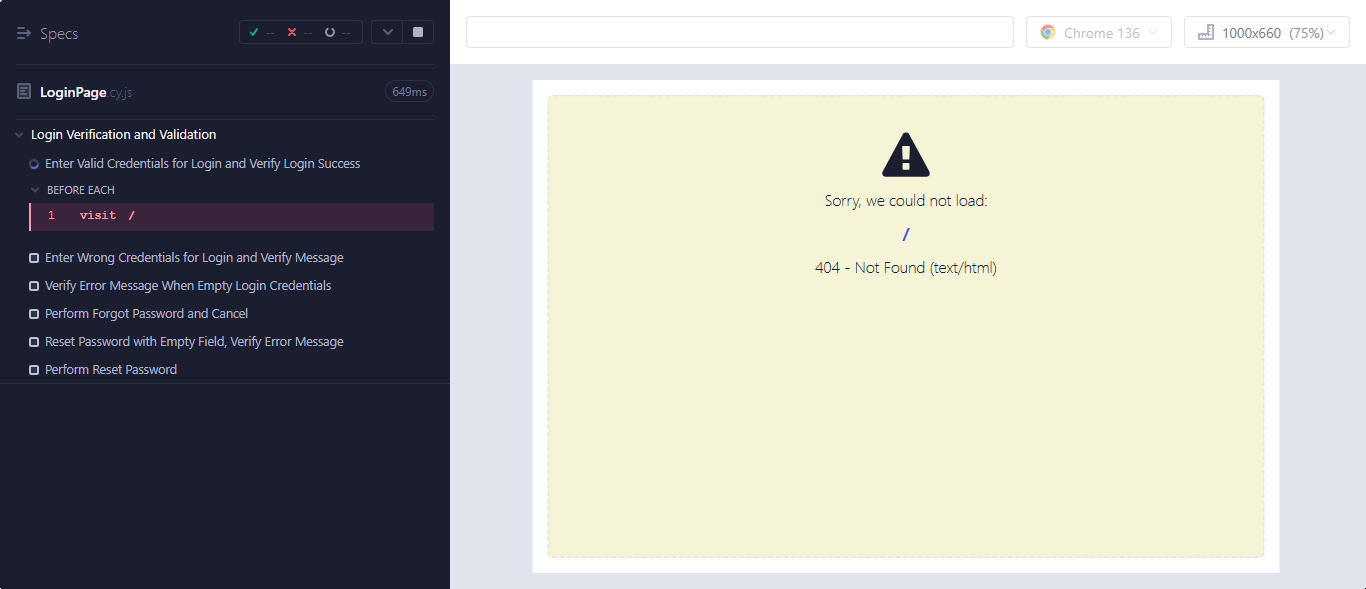 Specs
-- -- --
Chrome 136
1000x660 (75%)
LoginPage.cy.js
649ms
Login Verification and Validation
Enter Valid Credentials for Login and Verify Login Success
BEFORE EACH
1 visit /
Enter Wrong Credentials for Login and Verify Message
Verify Error Message When Empty Login Credentials
Perform Forgot Password and Cancel
Reset Password with Empty Field, Verify Error Message
Perform Reset Password
Sorry, we could not load:
/
404 - Not Found (text/html)